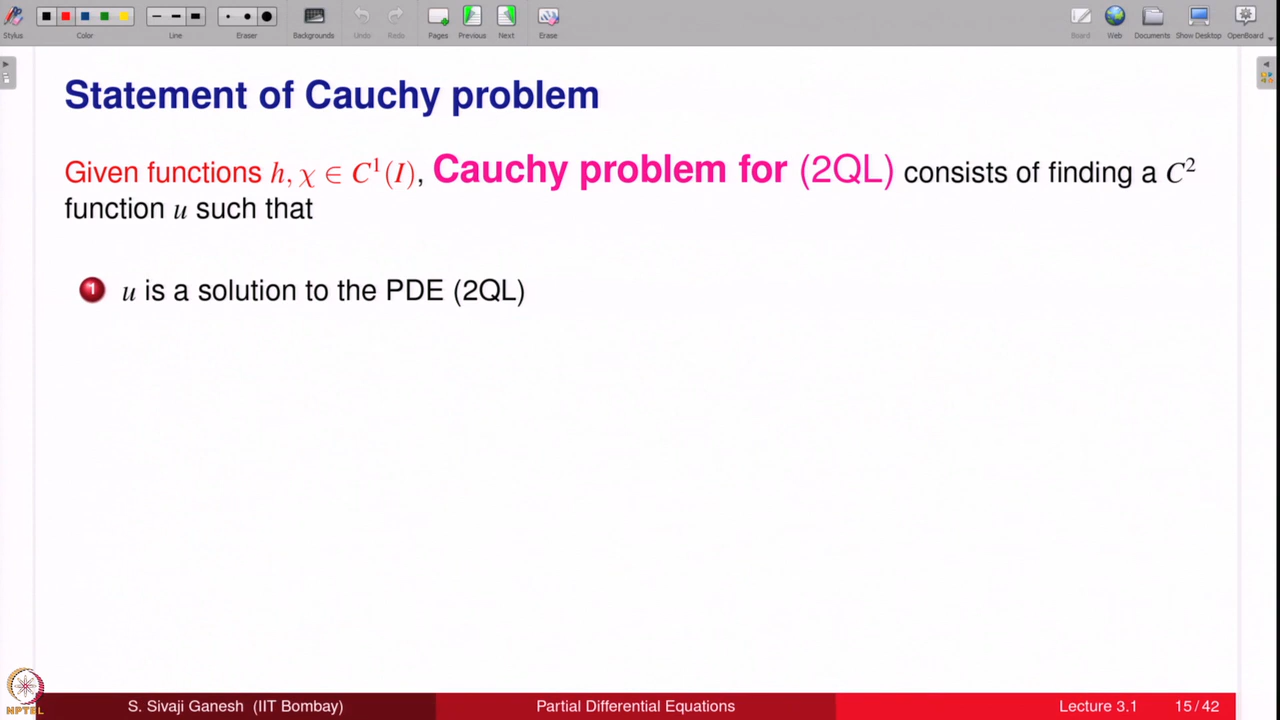 Stylus Color Line Eraser Backgrounds Undo Redo Pages Previous Next Erase Board Web Documents Show Desktop OpenBoard
Statement of Cauchy problem
Given functions h, χ ∈ C¹(I), Cauchy problem for (2QL) consists of finding a C²
function u such that
1 u is a solution to the PDE (2QL)
NPTEL
S. Sivaji Ganesh (IIT Bombay) Partial Differential Equations Lecture 3.1 15 / 42